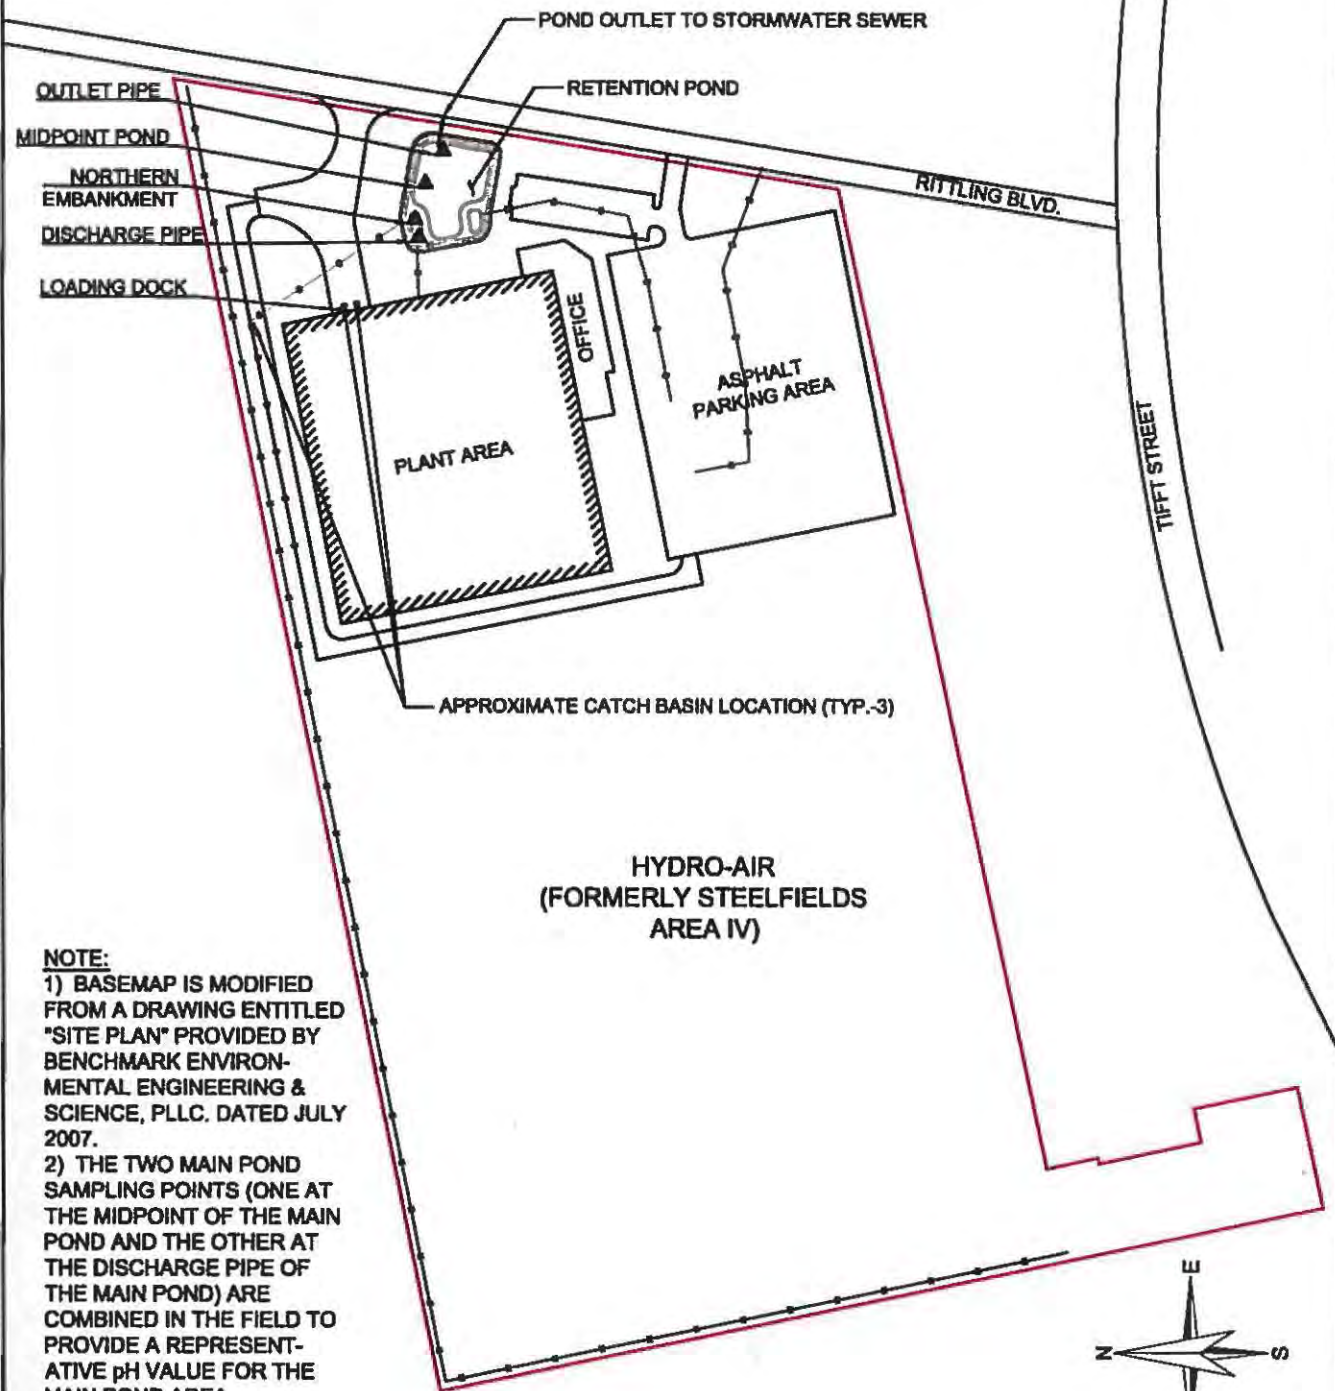 POND OUTLET TO STORMWATER SEWER
OUTLET PIPE
RETENTION POND
MIDPOINT POND
NORTHERN
EMBANKMENT
DISCHARGE PIPE
LOADING DOCK
RITTLING BLVD.
OFFICE
ASPHALT
PARKING AREA
PLANT AREA
TIFFT STREET
APPROXIMATE CATCH BASIN LOCATION (TYP.-3)
HYDRO-AIR
(FORMERLY STEELFIELDS
AREA IV)
NOTE:
1) BASEMAP IS MODIFIED
FROM A DRAWING ENTITLED
"SITE PLAN" PROVIDED BY
BENCHMARK ENVIRON-
MENTAL ENGINEERING &
SCIENCE, PLLC. DATED JULY
2007.
2) THE TWO MAIN POND
SAMPLING POINTS (ONE AT
THE MIDPOINT OF THE MAIN
POND AND THE OTHER AT
THE DISCHARGE PIPE OF
THE MAIN POND) ARE
COMBINED IN THE FIELD TO
PROVIDE A REPRESENT-
ATIVE pH VALUE FOR THE
MAIN POND AREA
E
N
S